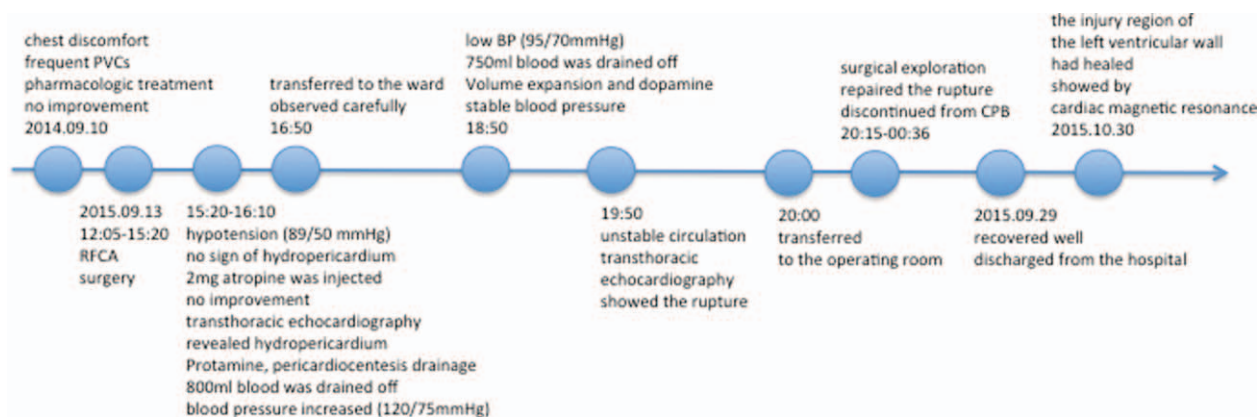 chest discomfort
frequent PVCs
pharmacologic treatment
no improvement
2014.09.10
2015.09.13
12:05-15:20
RFCA
surgery
15:20-16:10
hypotension (89/50 mmHg)
no sign of hydropericardium
2mg atropine was injected
no improvement
transthoracic echocardiography
revealed hydropericardium
Protamine, pericardiocentesis drainage
800ml blood was drained off
blood pressure increased (120/75mmHg)
transferred to the ward
observed carefully
16:50
low BP (95/70mmHg)
750ml blood was drained off
Volume expansion and dopamine
stable blood pressure
18:50
19:50
unstable circulation
transthoracic
echocardiography
showed the rupture
20:00
transferred
to the operating room
surgical exploration
repaired the rupture
discontinued from CPB
20:15-00:36
2015.09.29
recovered well
discharged from the hospital
the injury region of
the left ventricular wall
had healed
showed by
cardiac magnetic resonance
2015.10.30